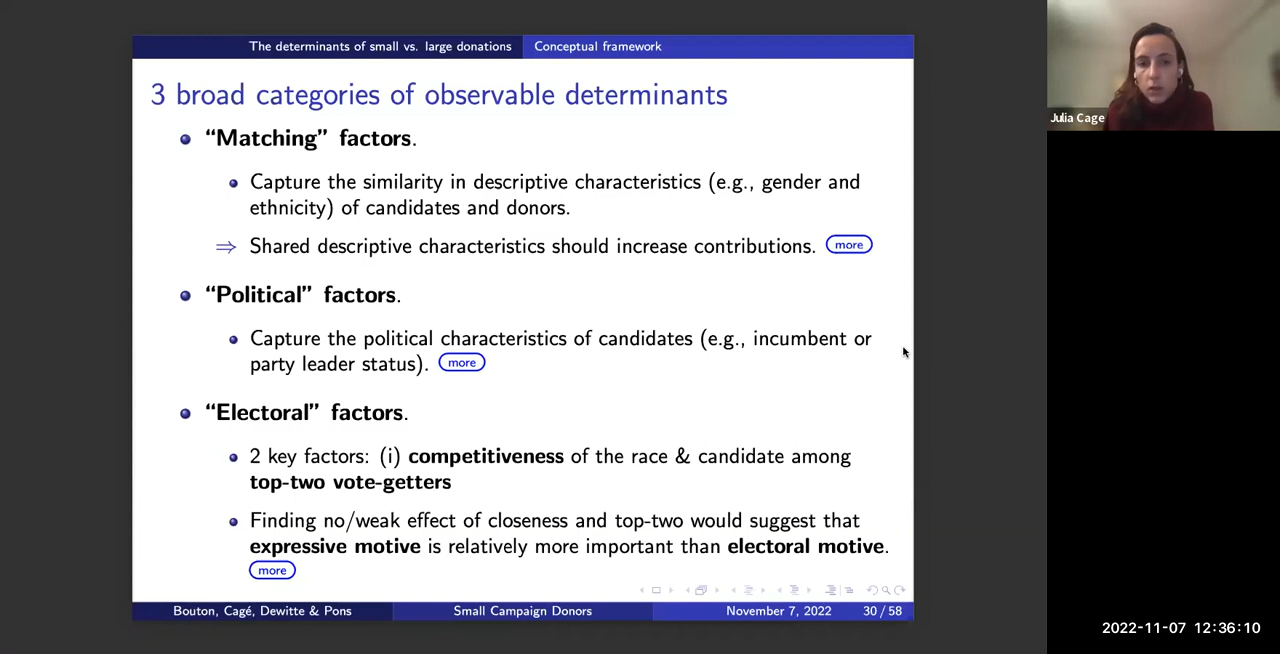 The determinants of small vs. large donations
Conceptual framework
3 broad categories of observable determinants
“Matching” factors.
Capture the similarity in descriptive characteristics (e.g., gender and
ethnicity) of candidates and donors.
⇒ Shared descriptive characteristics should increase contributions. more
“Political” factors.
Capture the political characteristics of candidates (e.g., incumbent or
party leader status). more
“Electoral” factors.
2 key factors: (i) competitiveness of the race & candidate among
top-two vote-getters
Finding no/weak effect of closeness and top-two would suggest that
expressive motive is relatively more important than electoral motive.
more
Bouton, Cagé, Dewitte & Pons
Small Campaign Donors
November 7, 2022
30 / 58
Julia Cage
2022-11-07 12:36:10